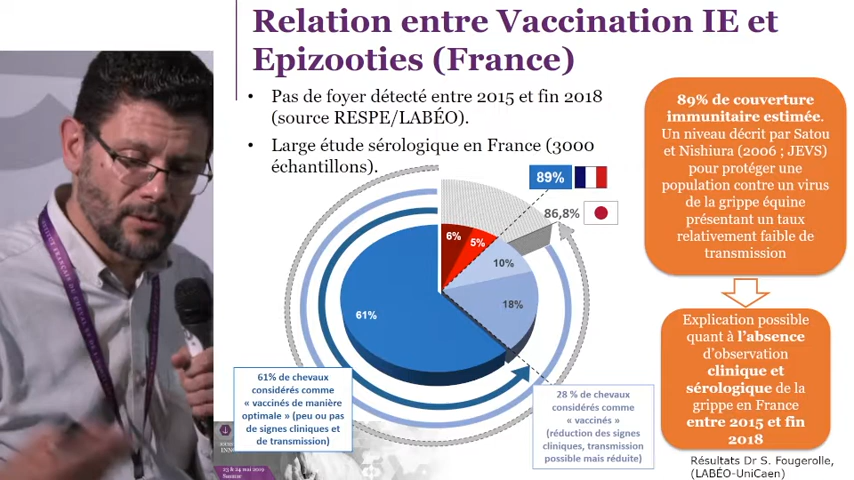 Relation entre Vaccination IE et
Epizooties (France)
• Pas de foyer détecté entre 2015 et fin 2018
(source RESPE/LABÉO).
• Large étude sérologique en France (3000
échantillons).
89%
86,8%
6%
5%
10%
18%
61%
61% de chevaux
considérés comme
« vaccinés de manière
optimale » (peu ou pas
de signes cliniques et
de transmission)
28 % de chevaux
considérés comme
« vaccinés »
(réduction des signes
cliniques, transmission
possible mais réduite)
89% de couverture
immunitaire estimée.
Un niveau décrit par Satou
et Nishiura (2006 ; JEVS)
pour protéger une
population contre un virus
de la grippe équine
présentant un taux
relativement faible de
transmission
Explication possible
quant à l'absence
d'observation
clinique et
sérologique de la
grippe en France
entre 2015 et fin
2018
Résultats Dr S. Fougerolle,
(LABÉO-UniCaen)
23 & 24 mai 2019
Saumur